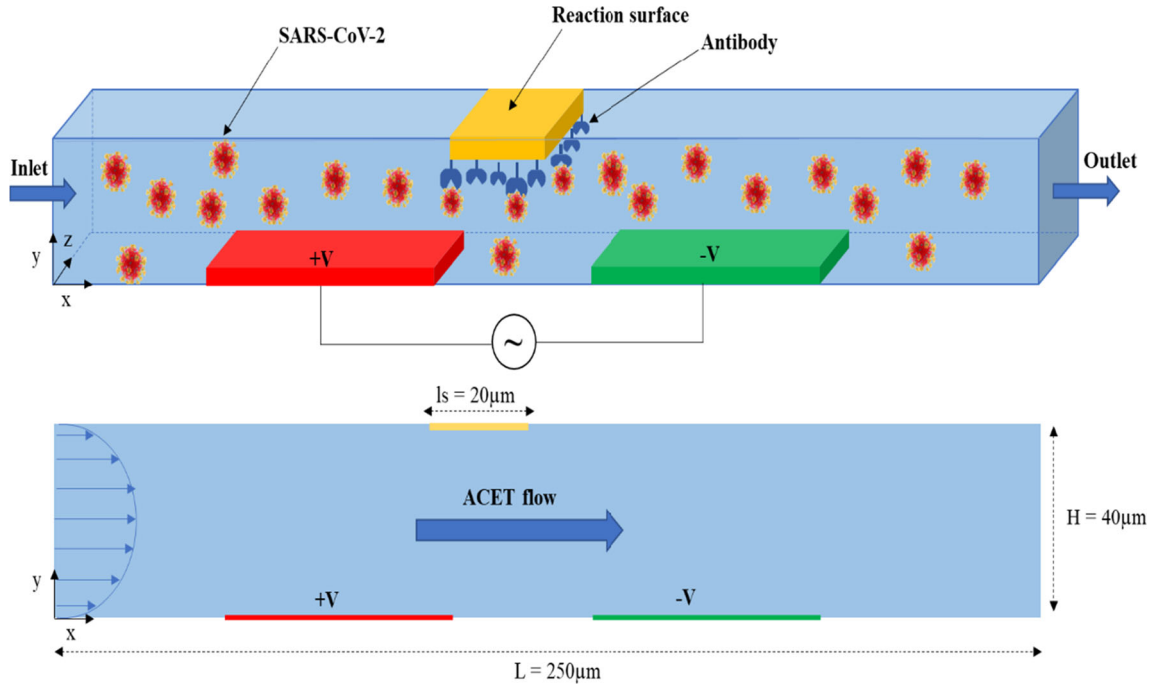 Reaction surface
SARS-CoV-2
Antibody
Inlet
Outlet
z
y
x
+V
-V
~
ls = 20µm
ACET flow
H = 40µm
y
x
+V
-V
L = 250µm